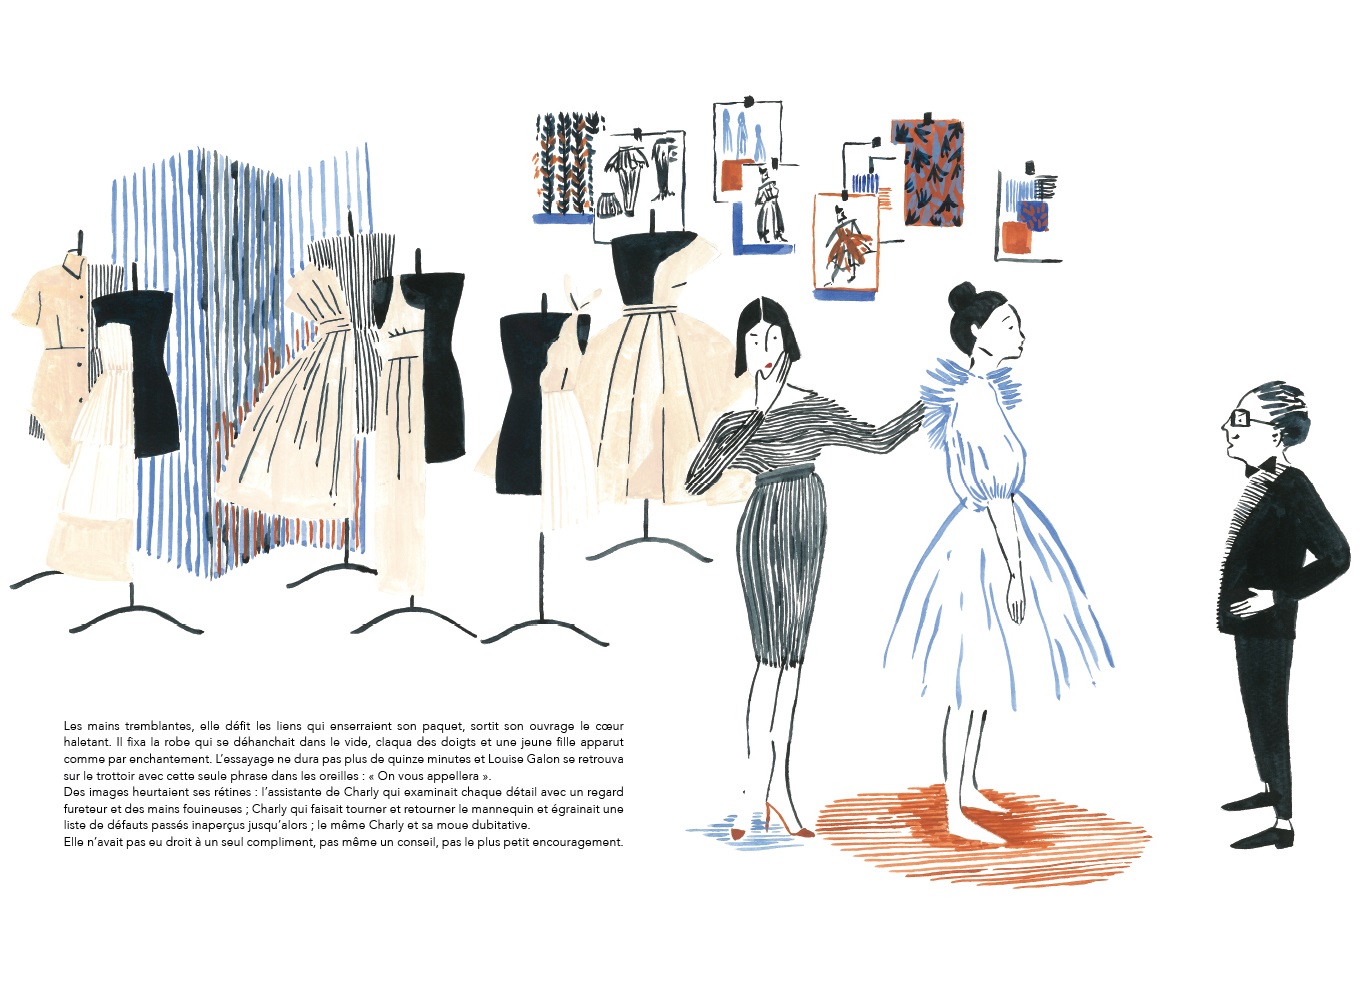 Les mains tremblantes, elle défit les liens qui enserraient son paquet, sortit son ouvrage le cœur
haletant. Il fixa la robe qui se déhanchait dans le vide, claqua des doigts et une jeune fille apparut
comme par enchantement. L’essayage ne dura pas plus de quinze minutes et Louise Galon se retrouva
sur le trottoir avec cette seule phrase dans les oreilles : « On vous appellera ».
Des images heurtaient ses rétines : l’assistante de Charly qui examinait chaque détail avec un regard
fureteur et des mains fouineuses ; Charly qui faisait tourner et retourner le mannequin et égrainait une
liste de défauts passés inaperçus jusqu’alors ; le même Charly et sa moue dubitative.
Elle n’avait pas eu droit à un seul compliment, pas même un conseil, pas le plus petit encouragement.